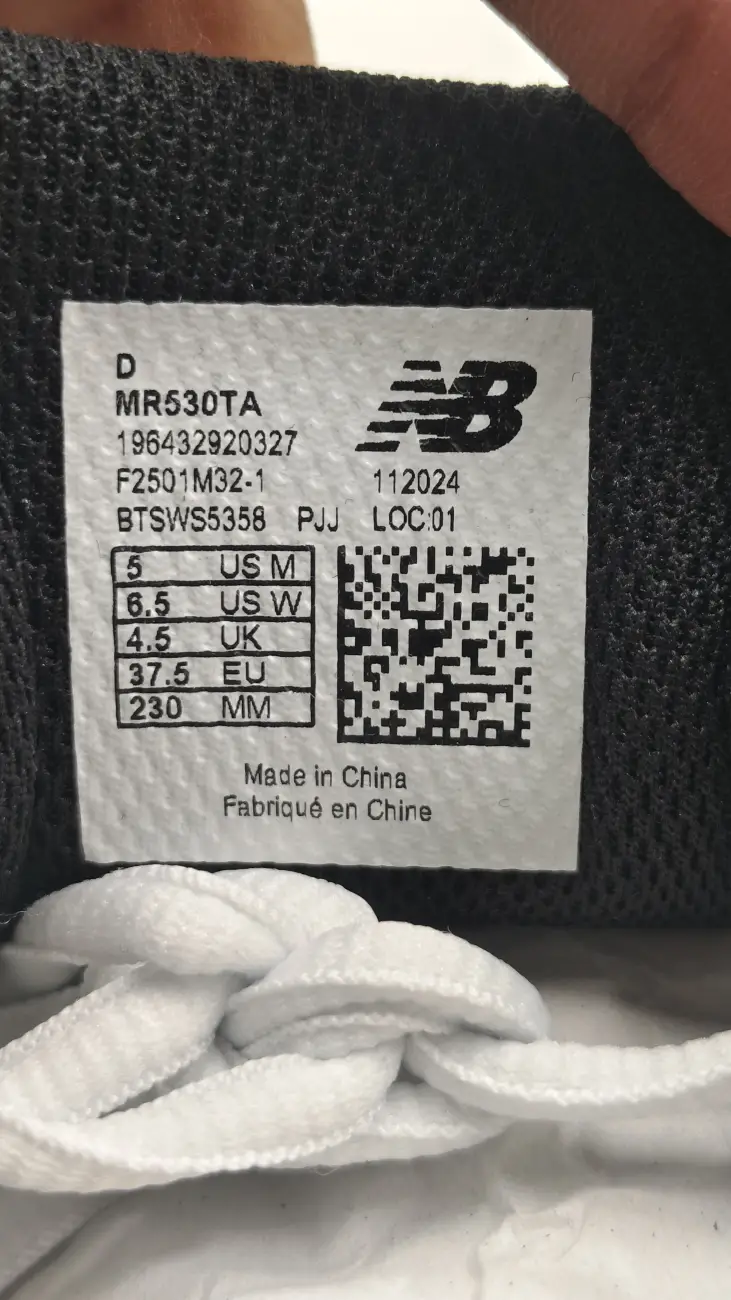 D
MR530TA
NB
196432920327
F2501M32-1 112024
BTSWS5358 PJJ LOC:01
5 US M
6.5 US W
4.5 UK
37.5 EU
230 MM
Made in China
Fabriqué en Chine